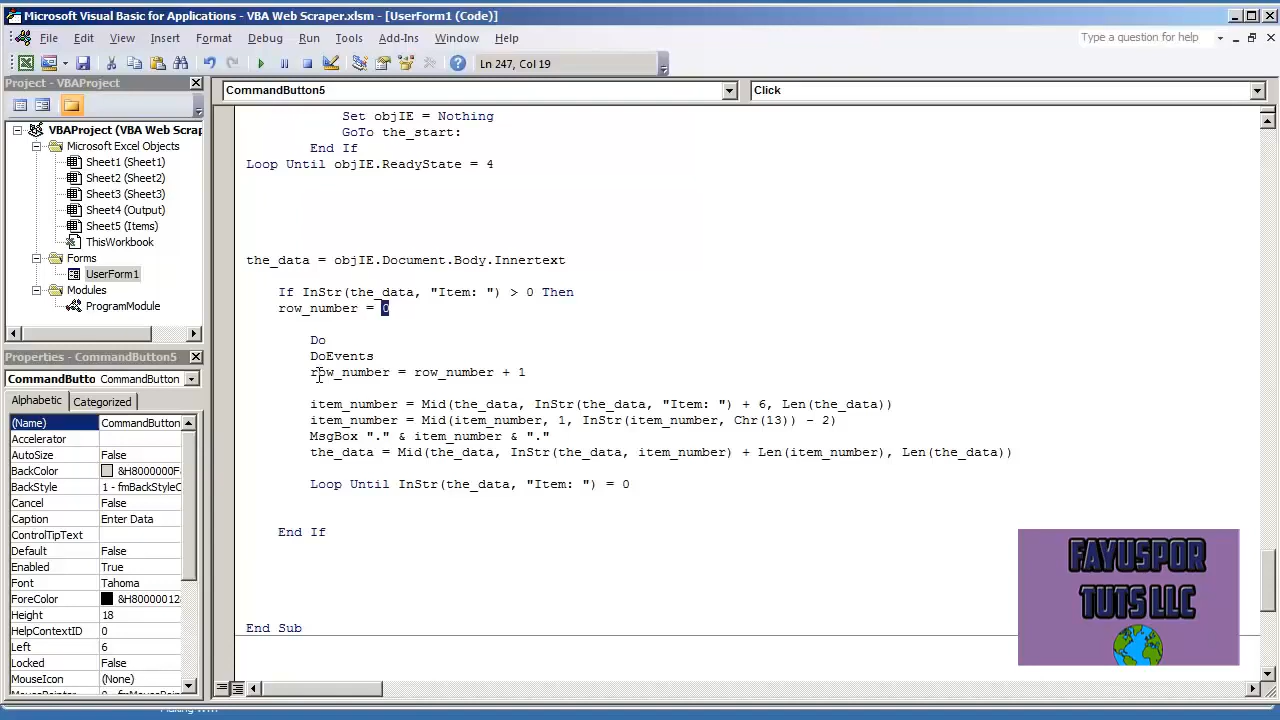 Microsoft Visual Basic for Applications - VBA Web Scraper.xlsm - [UserForm1 (Code)]
File Edit View Insert Format Debug Run Tools Add-Ins Window Help
Type a question for help
Ln 247, Col 19
Project - VBAProject
CommandButton5
Click
VBAProject (VBA Web Scrap
Microsoft Excel Objects
Sheet1 (Sheet1)
Sheet2 (Sheet2)
Sheet3 (Sheet3)
Sheet4 (Output)
Sheet5 (Items)
ThisWorkbook
Forms
UserForm1
Modules
ProgramModule
Properties - CommandButton5
CommandButto CommandButton
Alphabetic Categorized
(Name) CommandButton
Accelerator
AutoSize False
BackColor &H8000000F
BackStyle 1 - fmBackStyleC
Cancel False
Caption Enter Data
ControlTipText
Default False
Enabled True
Font Tahoma
ForeColor &H80000012
Height 18
HelpContextID 0
Left 6
Locked False
MouseIcon (None)
Set objIE = Nothing
GoTo the_start:
End If
Loop Until objIE.ReadyState = 4
the_data = objIE.Document.Body.Innertext
If InStr(the_data, "Item: ") > 0 Then
row_number = 0
Do
DoEvents
row_number = row_number + 1
item_number = Mid(the_data, InStr(the_data, "Item: ") + 6, Len(the_data))
item_number = Mid(item_number, 1, InStr(item_number, Chr(13)) - 2)
MsgBox "." & item_number & "."
the_data = Mid(the_data, InStr(the_data, item_number) + Len(item_number), Len(the_data))
Loop Until InStr(the_data, "Item: ") = 0
End If
End Sub
FAYUSPOR
TUTS LLC